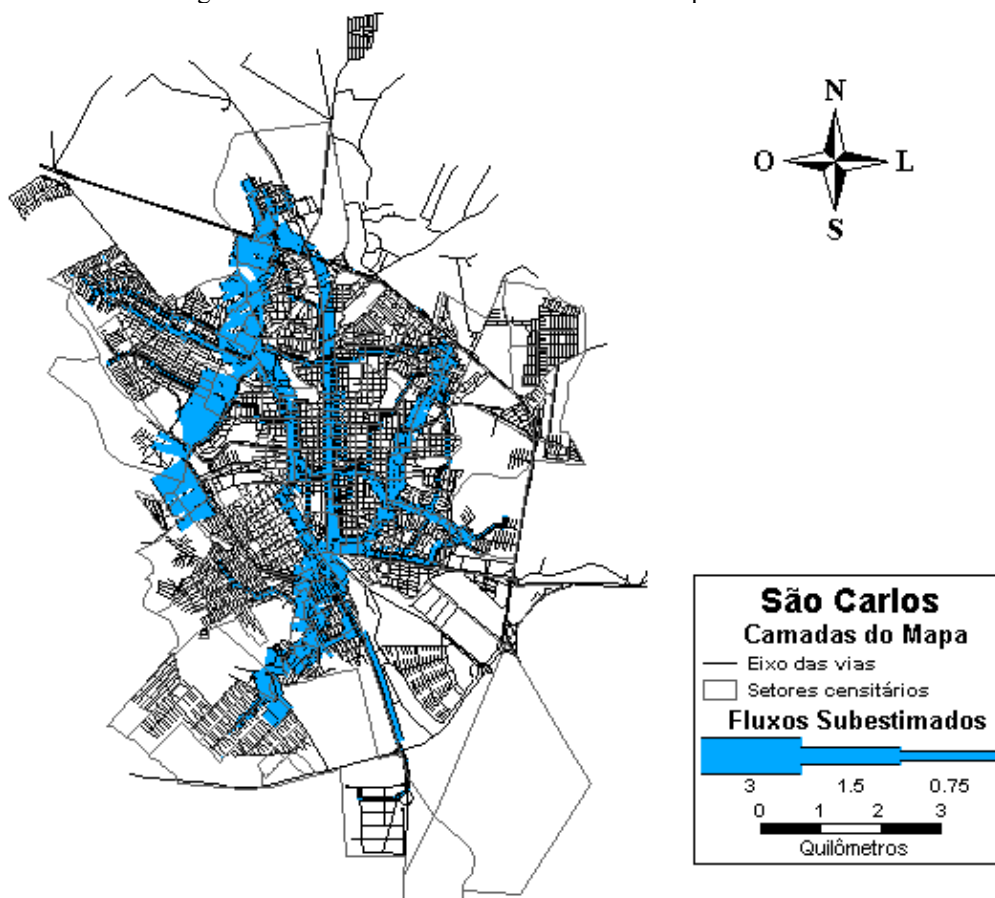 N
O L
S
São Carlos
Camadas do Mapa
Eixo das vias
Setores censitários
Fluxos Subestimados
3 1.5 0.75
0 1 2 3
Quilômetros